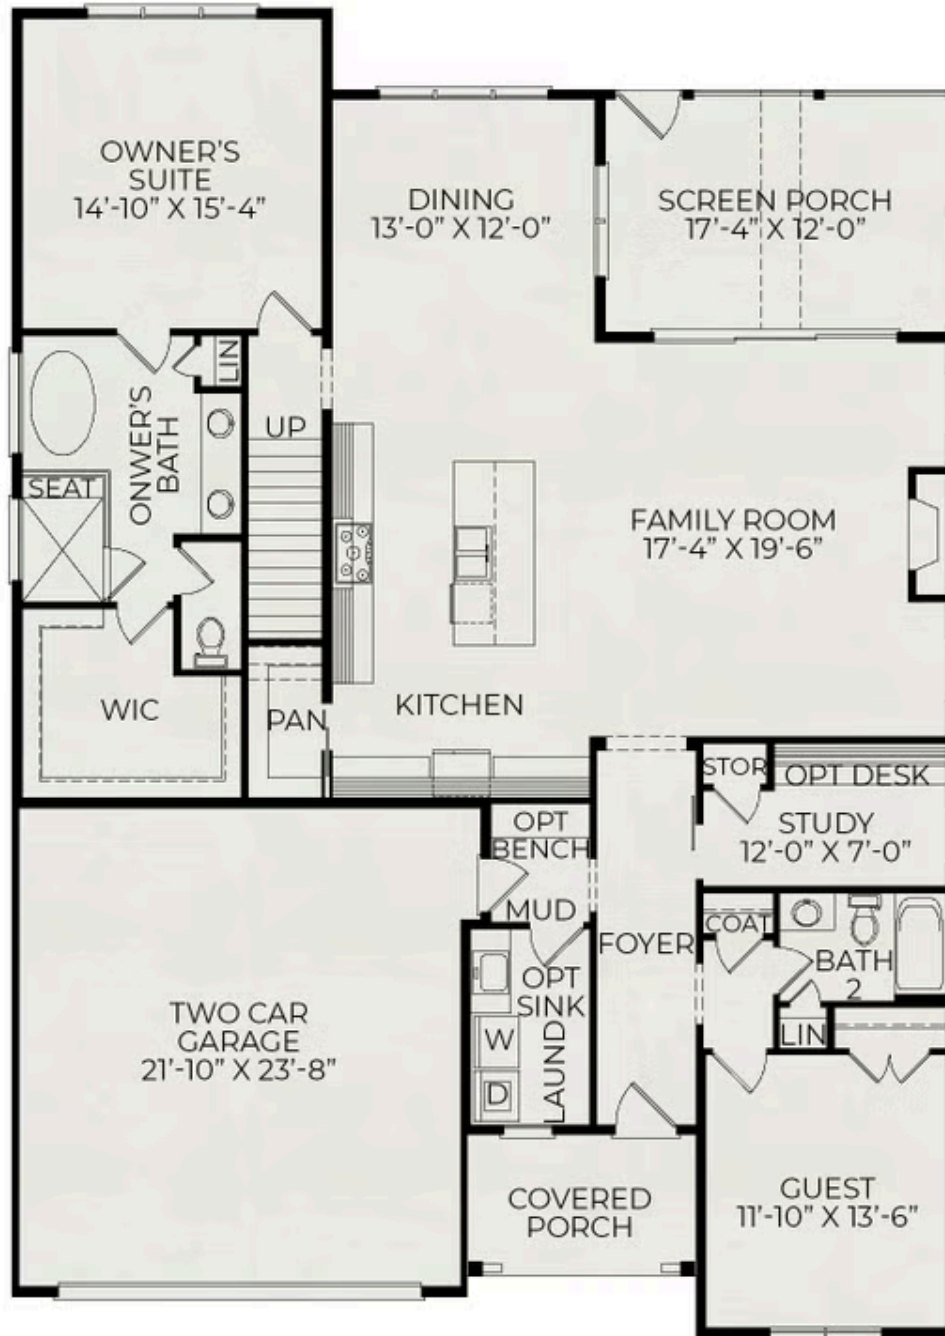 OWNER'S
SUITE
14'-10" X 15'-4"
DINING
13'-0" X 12'-0"
SCREEN PORCH
17'-4" X 12'-0"
LIN
ONWER'S
BATH
UP
SEAT
FAMILY ROOM
17'-4" X 19'-6"
WIC
PAN
KITCHEN
STOR
OPT DESK
STUDY
12'-0" X 7'-0"
OPT
BENCH
MUD
FOYER
COAT
BATH
2
LIN
OPT
SINK
W
D
LAUND
TWO CAR
GARAGE
21'-10" X 23'-8"
COVERED
PORCH
GUEST
11'-10" X 13'-6"